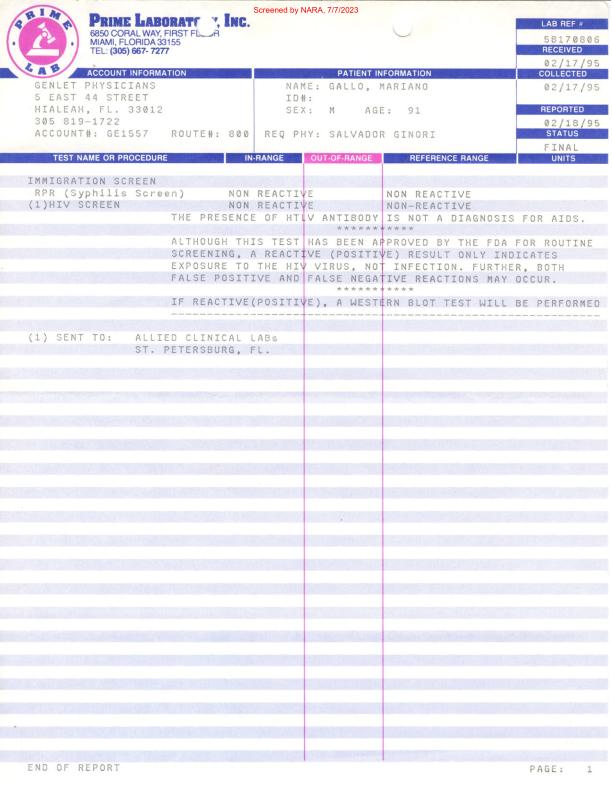 Screened by NARA, 7/7/2023
PRIME LAB
PRIME LABORATORY, INC.
6850 CORAL WAY, FIRST FLOOR
MIAMI, FLORIDA 33155
TEL: (305) 667- 7277
LAB REF #
58170806
RECEIVED
02/17/95
ACCOUNT INFORMATION PATIENT INFORMATION COLLECTED
GENLET PHYSICIANS NAME: GALLO, MARIANO 02/17/95
5 EAST 44 STREET ID#:
HIALEAH, FL. 33012 SEX: M AGE: 91 REPORTED
305 819-1722 02/18/95
ACCOUNT#: GE1557 ROUTE#: 800 REQ PHY: SALVADOR GINORI STATUS
FINAL
TEST NAME OR PROCEDURE IN-RANGE OUT-OF-RANGE REFERENCE RANGE UNITS
IMMIGRATION SCREEN
RPR (Syphilis Screen) NON REACTIVE NON REACTIVE
(1)HIV SCREEN NON REACTIVE NON-REACTIVE
THE PRESENCE OF HTLV ANTIBODY IS NOT A DIAGNOSIS FOR AIDS.
***********
ALTHOUGH THIS TEST HAS BEEN APPROVED BY THE FDA FOR ROUTINE
SCREENING, A REACTIVE (POSITIVE) RESULT ONLY INDICATES
EXPOSURE TO THE HIV VIRUS, NOT INFECTION. FURTHER, BOTH
FALSE POSITIVE AND FALSE NEGATIVE REACTIONS MAY OCCUR.
***********
IF REACTIVE(POSITIVE), A WESTERN BLOT TEST WILL BE PERFORMED
------------------------------------------------------------
(1) SENT TO: ALLIED CLINICAL LABs
ST. PETERSBURG, FL.
END OF REPORT PAGE: 1